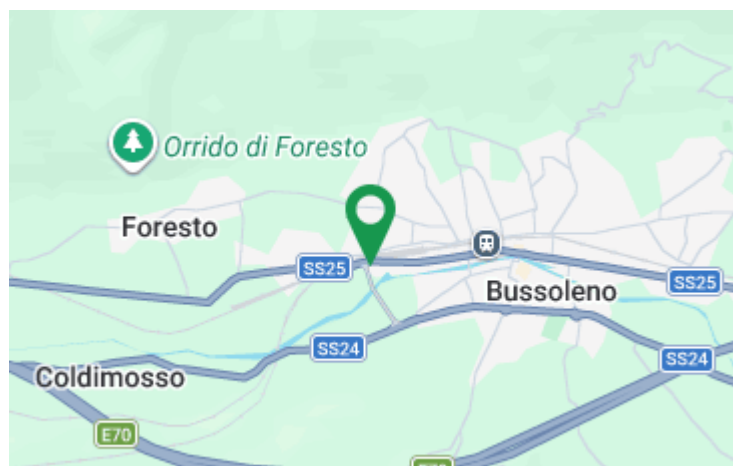 Orrido di Foresto
Foresto
SS25
Bussoleno
SS25
SS24
SS24
Coldimosso
E70